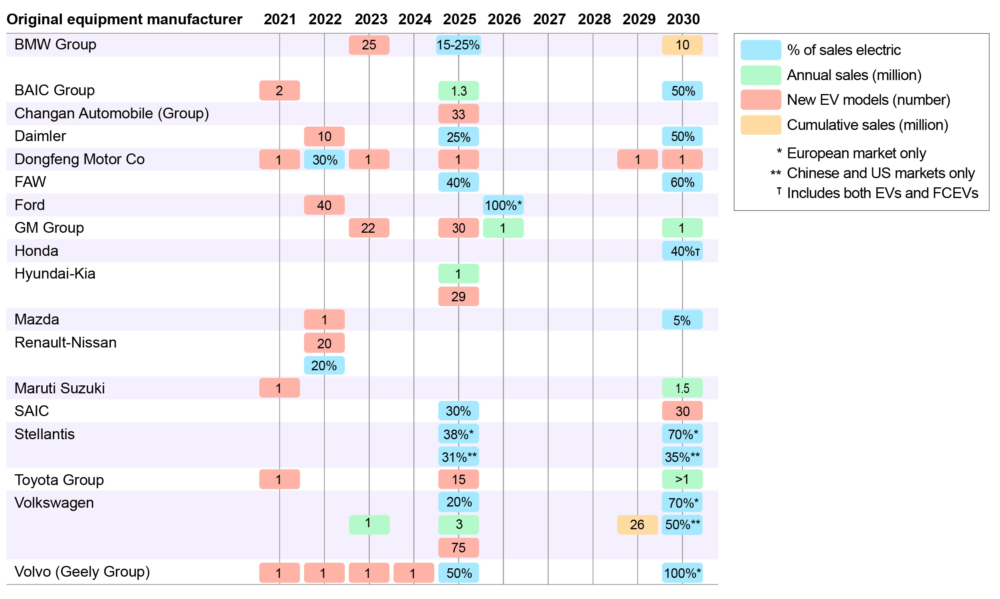 Original equipment manufacturer 2021 2022 2023 2024 2025 2026 2027 2028 2029 2030
BMW Group 25 15-25% 10
BAIC Group 2 1.3 50%
Changan Automobile (Group) 33
Daimler 10 25% 50%
Dongfeng Motor Co 1 30% 1 1 1 1
FAW 40% 60%
Ford 40 100%*
GM Group 22 30 1 1
Honda 40%т
Hyundai-Kia 1
29
Mazda 1 5%
Renault-Nissan 20
20%
Maruti Suzuki 1 1.5
SAIC 30% 30
Stellantis 38%* 70%*
31%** 35%**
Toyota Group 1 15 >1
Volkswagen 20% 70%*
1 3 26 50%**
75
Volvo (Geely Group) 1 1 1 1 50% 100%*
% of sales electric
Annual sales (million)
New EV models (number)
Cumulative sales (million)
* European market only
** Chinese and US markets only
т Includes both EVs and FCEVs